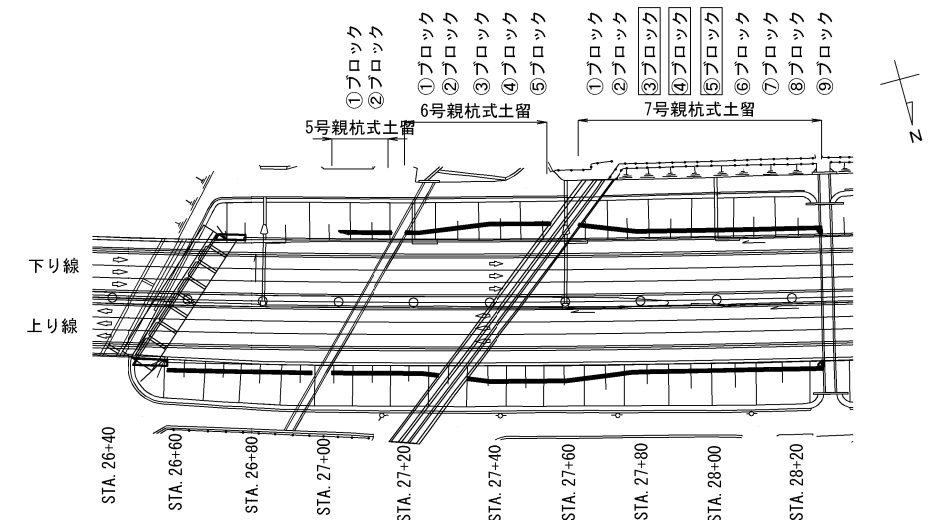 ①ブロック
②ブロック
①ブロック
②ブロック
③ブロック
④ブロック
⑤ブロック
①ブロック
②ブロック
③ブロック
④ブロック
⑤ブロック
⑥ブロック
⑦ブロック
⑧ブロック
⑨ブロック
5号親杭式土留
6号親杭式土留
7号親杭式土留
N
下り線
上り線
STA. 26+40
STA. 26+60
STA. 26+80
STA. 27+00
STA. 27+20
STA. 27+40
STA. 27+60
STA. 27+80
STA. 28+00
STA. 28+20